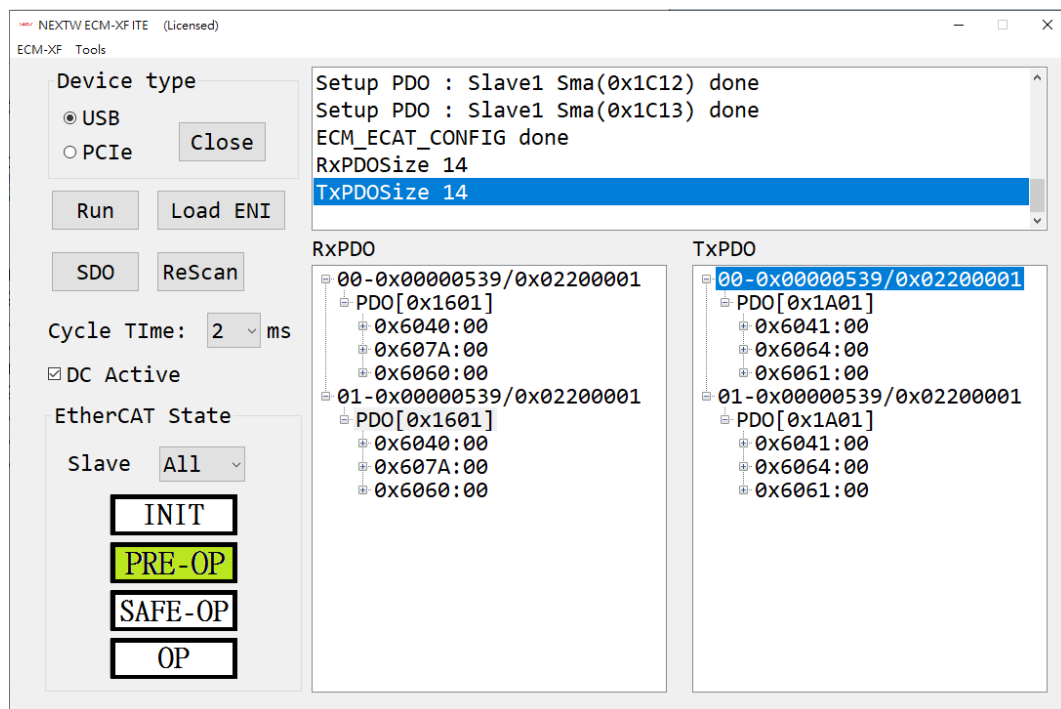 NEXTW ECM-XF ITE (Licensed)
ECM-XF Tools
Device type
USB
PCIe
Close
Run
Load ENI
SDO
ReScan
Cycle TIme: 2 ms
DC Active
EtherCAT State
Slave All
INIT
PRE-OP
SAFE-OP
OP
Setup PDO : Slave1 Sma(0x1C12) done
Setup PDO : Slave1 Sma(0x1C13) done
ECM_ECAT_CONFIG done
RxPDOSize 14
TxPDOSize 14
RxPDO
00-0x00000539/0x02200001
PDO[0x1601]
0x6040:00
0x607A:00
0x6060:00
01-0x00000539/0x02200001
PDO[0x1601]
0x6040:00
0x607A:00
0x6060:00
TxPDO
00-0x00000539/0x02200001
PDO[0x1A01]
0x6041:00
0x6064:00
0x6061:00
01-0x00000539/0x02200001
PDO[0x1A01]
0x6041:00
0x6064:00
0x6061:00